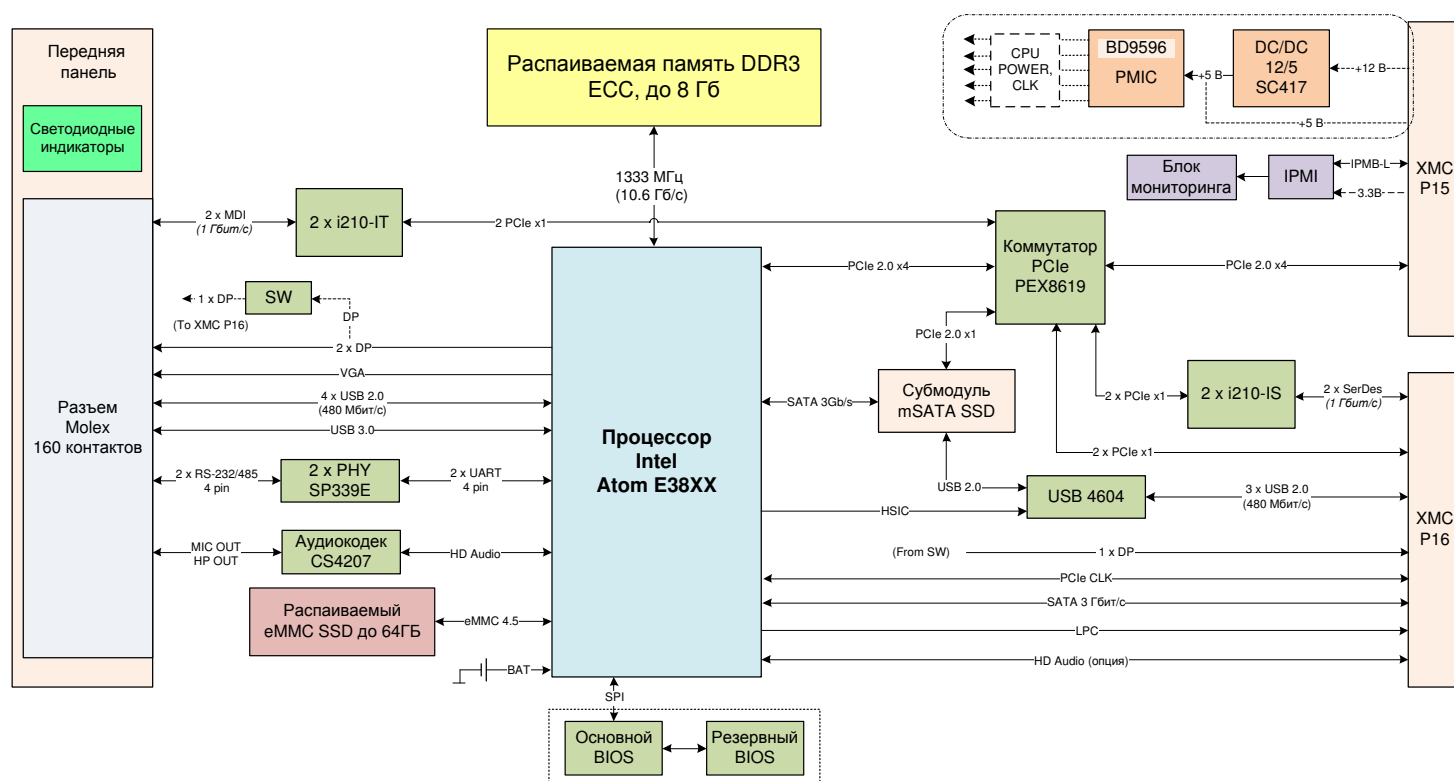 Передняя
панель
Светодиодные
индикаторы
Разъем
Molex
160 контактов
Распаиваемая память DDR3
ECC, до 8 Гб
1333 МГц
(10.6 Гб/с)
CPU
POWER,
CLK
BD9596
PMIC
+5 В
DC/DC
12/5
SC417
+12 В
+5 В
Блок
мониторинга
IPMI
IPMB-L
3.3В
XMC
P15
2 x MDI
(1 Гбит/с)
2 x i210-IT
2 PCIe x1
Коммутатор
PCIe
PEX8619
PCIe 2.0 x4
PCIe 2.0 x4
1 x DP
SW
(To XMC P16)
DP
2 x DP
VGA
4 x USB 2.0
(480 Мбит/с)
USB 3.0
PCIe 2.0 x1
SATA 3Gb/s
Субмодуль
mSATA SSD
2 x PCIe x1
2 x i210-IS
2 x SerDes
(1 Гбит/с)
Процессор
Intel
Atom E38XX
2 x PCIe x1
2 x RS-232/485
4 pin
2 x PHY
SP339E
2 x UART
4 pin
USB 2.0
USB 4604
3 x USB 2.0
(480 Мбит/с)
HSIC
XMC
P16
MIC OUT
HP OUT
Аудиокодек
CS4207
HD Audio
(From SW)
1 x DP
PCIe CLK
SATA 3 Гбит/с
Распаиваемый
eMMC SSD до 64ГБ
eMMC 4.5
LPC
HD Audio (опция)
BAT
SPI
Основной
BIOS
Резервный
BIOS